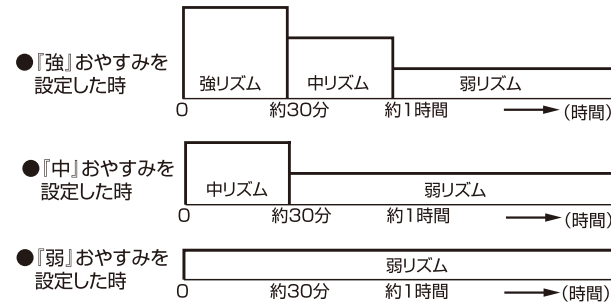 ●『強』おやすみを
設定した時
強リズム 中リズム 弱リズム
0 約30分 約1時間 (時間)
●『中』おやすみを
設定した時
中リズム 弱リズム
0 約30分 約1時間 (時間)
●『弱』おやすみを
設定した時
弱リズム
0 約30分 約1時間 (時間)